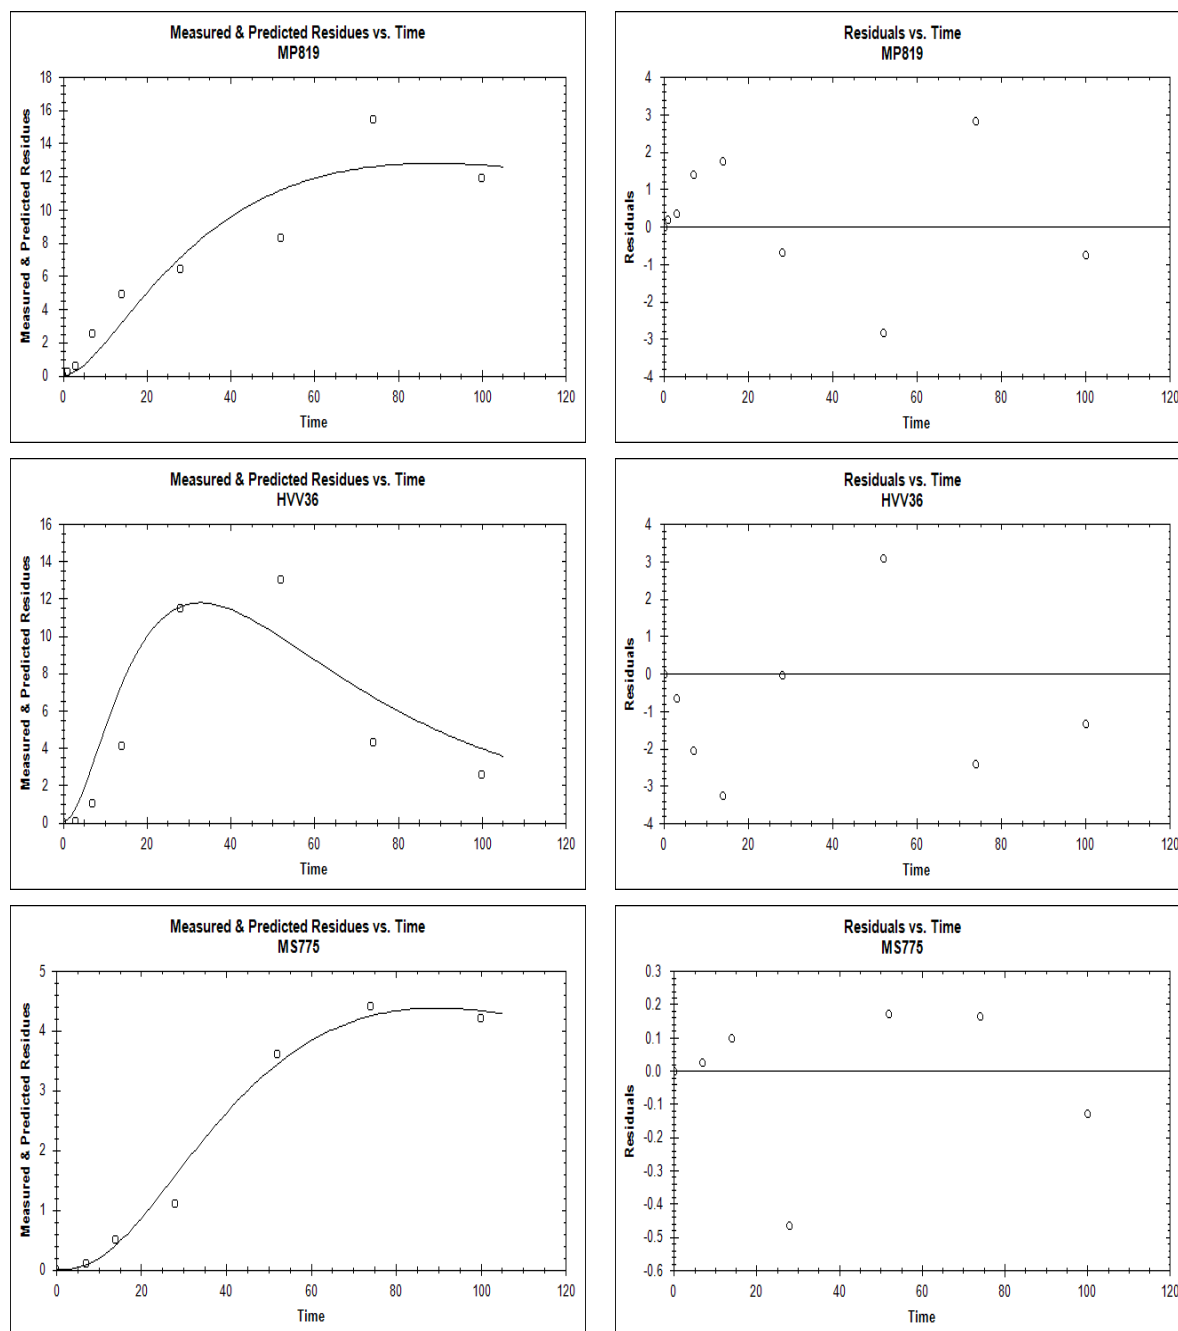 Measured & Predicted Residues vs. Time
MP819
Measured & Predicted Residues
18
16
14
12
10
8
6
4
2
0
0 20 40 60 80 100 120
Time
Residuals vs. Time
MP819
Residuals
4
3
2
1
0
-1
-2
-3
-4
0 20 40 60 80 100 120
Time
Measured & Predicted Residues vs. Time
HVV36
Measured & Predicted Residues
16
14
12
10
8
6
4
2
0
0 20 40 60 80 100 120
Time
Residuals vs. Time
HVV36
Residuals
4
3
2
1
0
-1
-2
-3
-4
0 20 40 60 80 100 120
Time
Measured & Predicted Residues vs. Time
MS775
Measured & Predicted Residues
5
4
3
2
1
0
0 20 40 60 80 100 120
Time
Residuals vs. Time
MS775
Residuals
0.3
0.2
0.1
0.0
-0.1
-0.2
-0.3
-0.4
-0.5
-0.6
0 20 40 60 80 100 120
Time